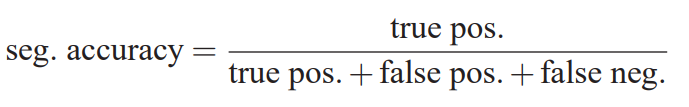 seg. accuracy = true pos. / true pos. + false pos. + false neg.